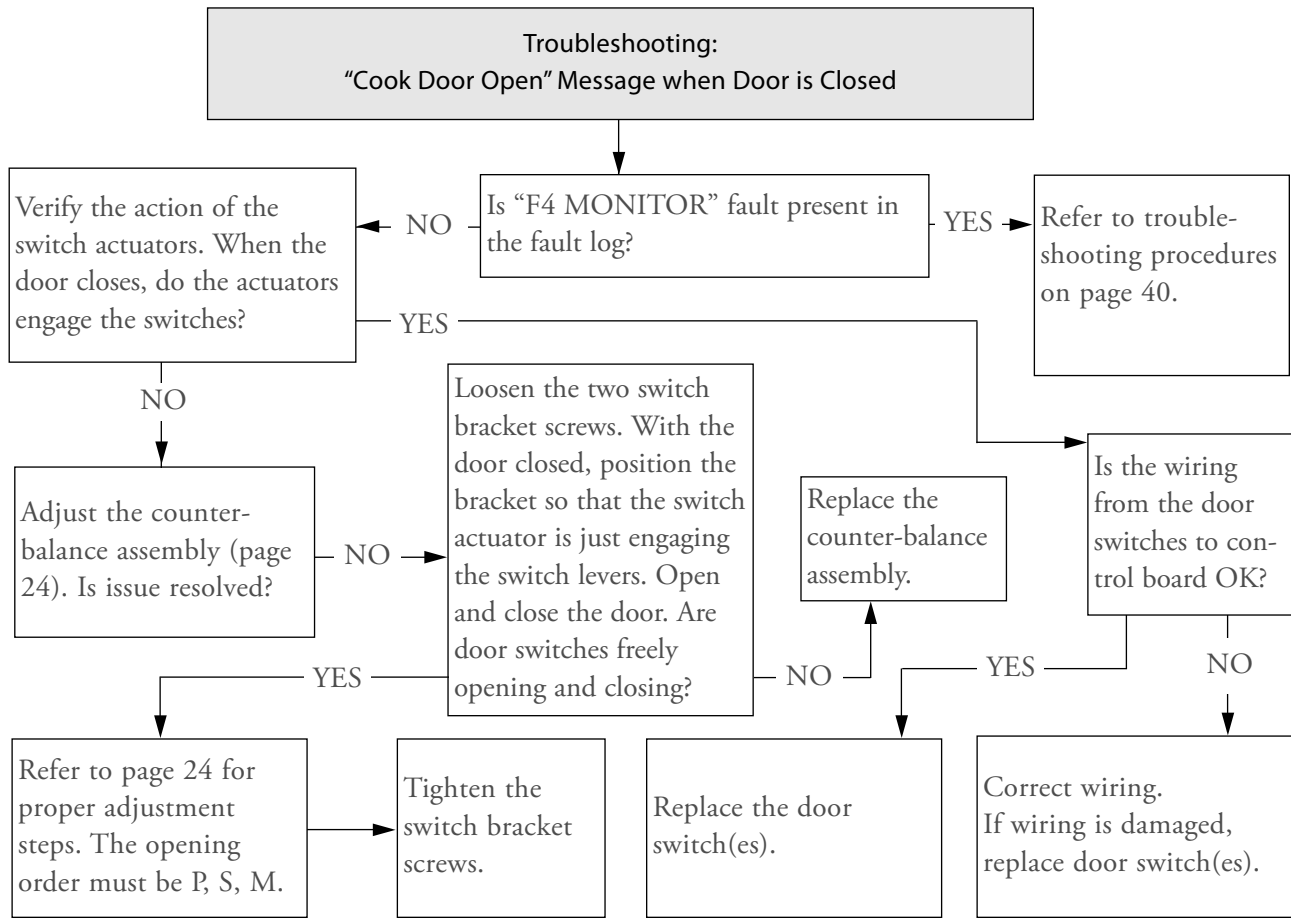 Troubleshooting:
“Cook Door Open” Message when Door is Closed
Is “F4 MONITOR” fault present in
the fault log?
NO
YES
Refer to trouble-
shooting procedures
on page 40.
Verify the action of the
switch actuators. When the
door closes, do the actuators
engage the switches?
YES
NO
Adjust the counter-
balance assembly (page
24). Is issue resolved?
NO
Loosen the two switch
bracket screws. With the
door closed, position the
bracket so that the switch
actuator is just engaging
the switch levers. Open
and close the door. Are
door switches freely
opening and closing?
YES
NO
Replace the
counter-balance
assembly.
Is the wiring
from the door
switches to con-
trol board OK?
YES
NO
Refer to page 24 for
proper adjustment
steps. The opening
order must be P, S, M.
Tighten the
switch bracket
screws.
Replace the door
switch(es).
Correct wiring.
If wiring is damaged,
replace door switch(es).